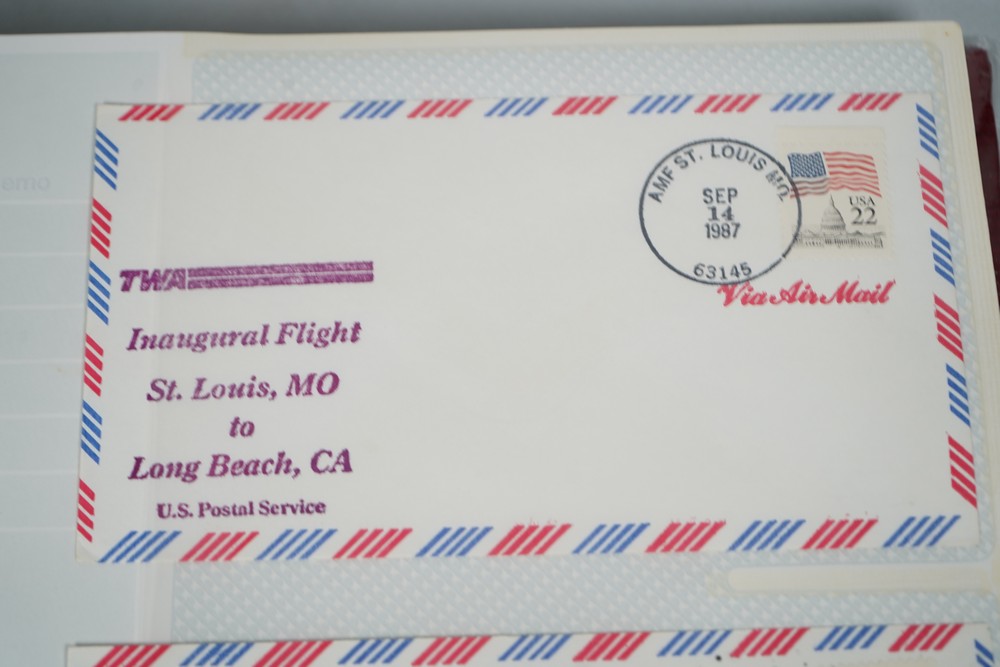 emo
AMF ST. LOUIS MO.
SEP
14
1987
63145
USA
22
Via Air Mail
TWA
Inaugural Flight
St. Louis, MO
to
Long Beach, CA
U.S. Postal Service